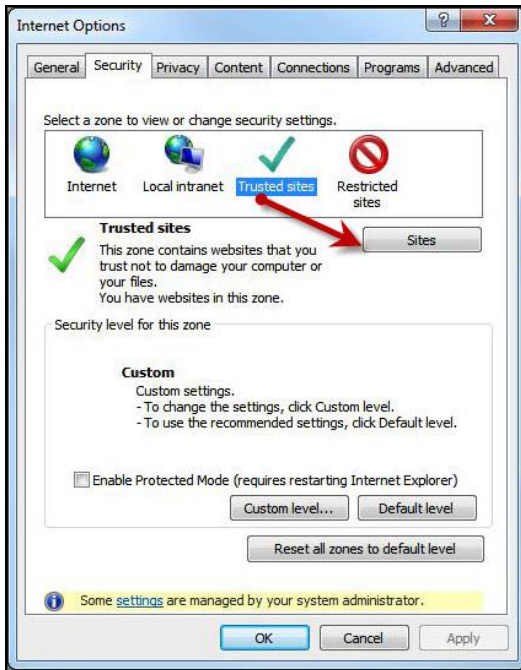 Internet Options
General Security Privacy Content Connections Programs Advanced
Select a zone to view or change security settings.
Internet Local intranet Trusted sites Restricted
sites
Trusted sites
Sites
This zone contains websites that you
trust not to damage your computer or
your files.
You have websites in this zone.
Security level for this zone
Custom
Custom settings.
- To change the settings, click Custom level.
- To use the recommended settings, click Default level.
Enable Protected Mode (requires restarting Internet Explorer)
Custom level... Default level
Reset all zones to default level
Some settings are managed by your system administrator.
OK Cancel Apply